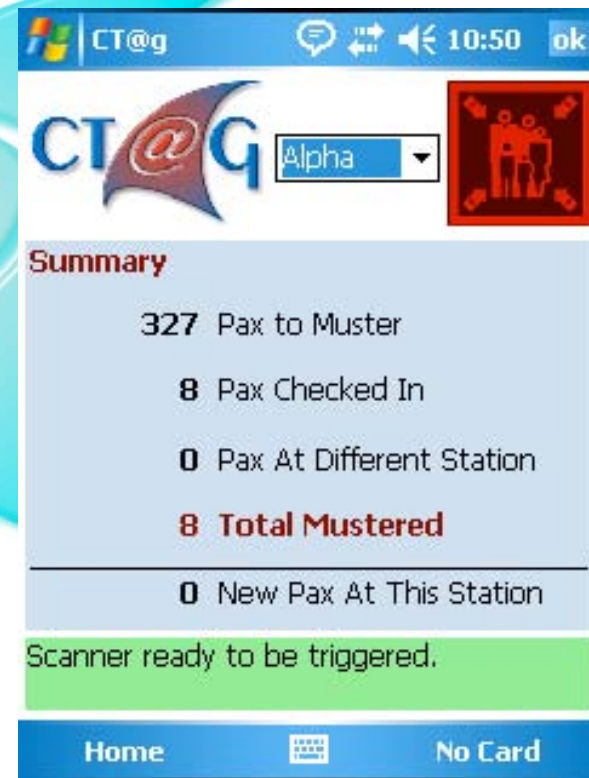 CT@g 10:50 ok
CT@G Alpha
Summary
327 Pax to Muster
8 Pax Checked In
0 Pax At Different Station
8 Total Mustered
0 New Pax At This Station
Scanner ready to be triggered.
Home No Card